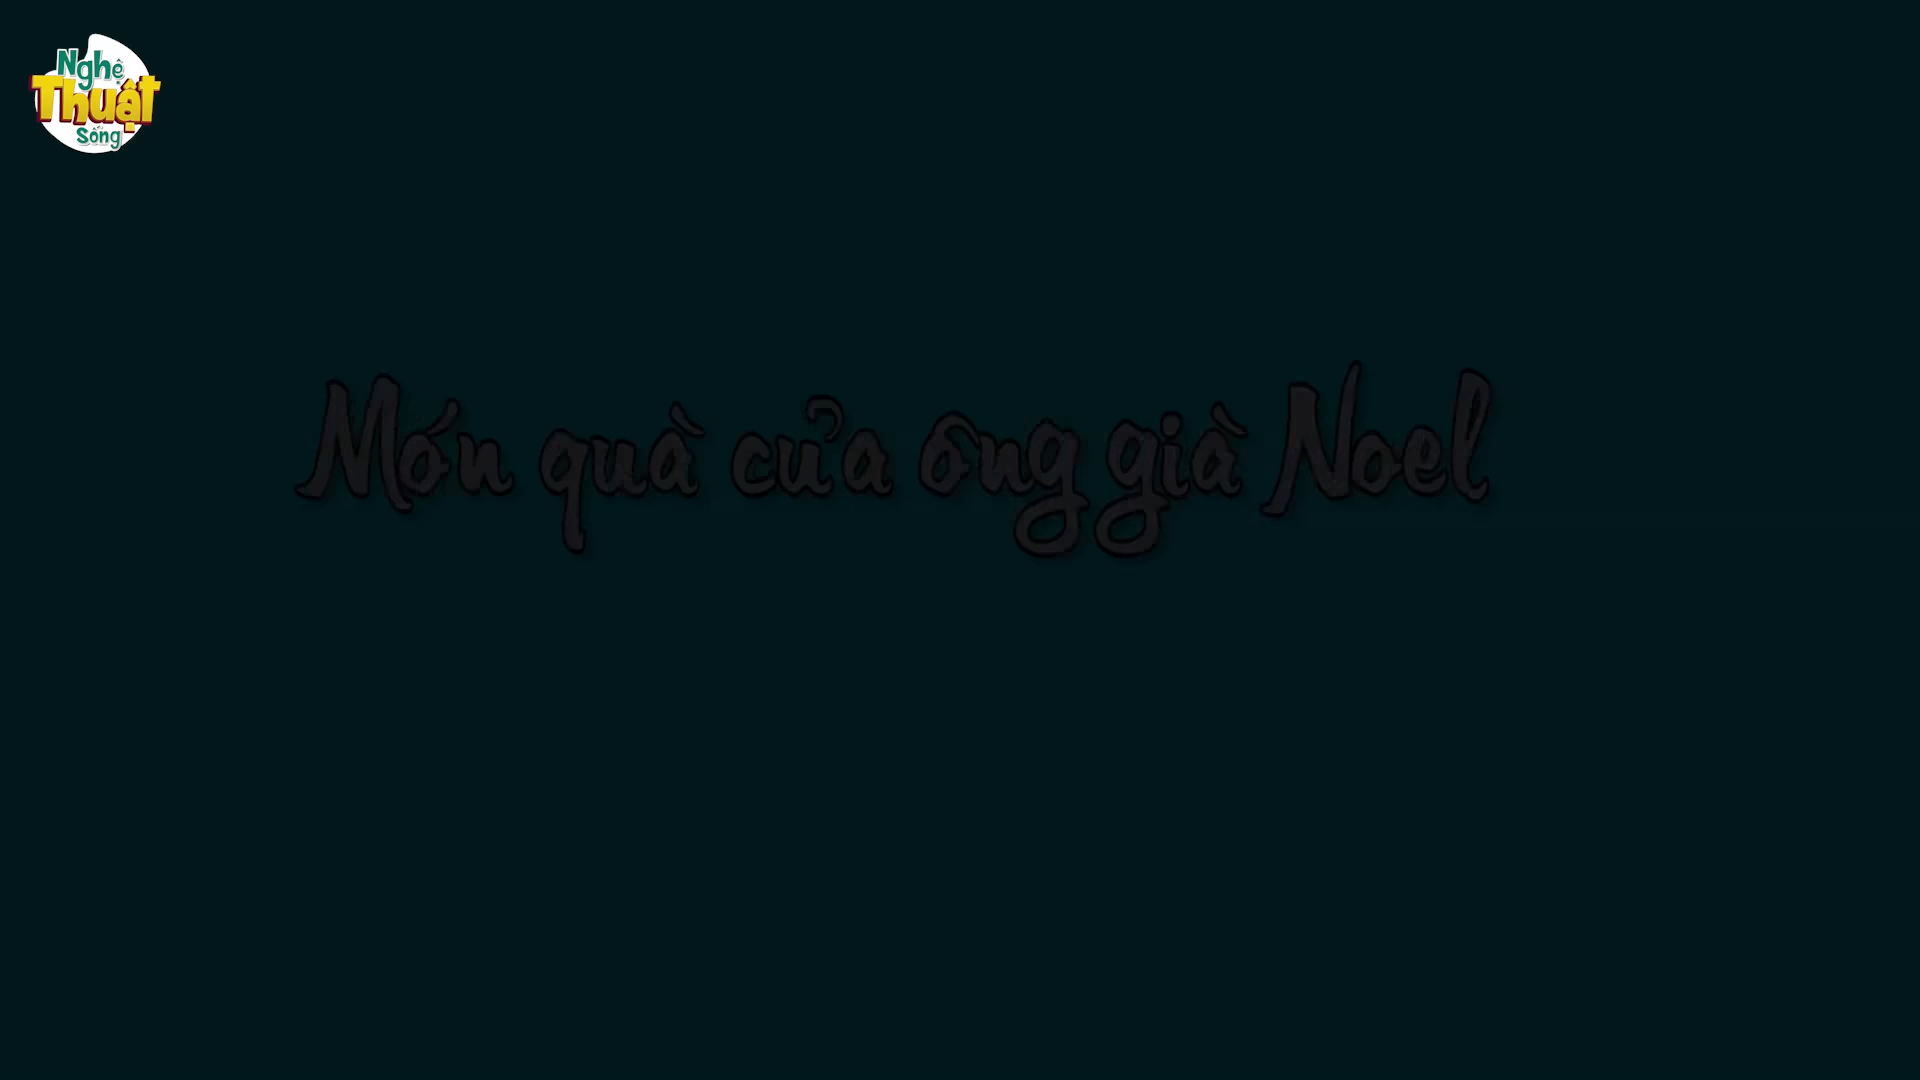 Nghệ
Thuật
Sống
Món quà của ông già Noel